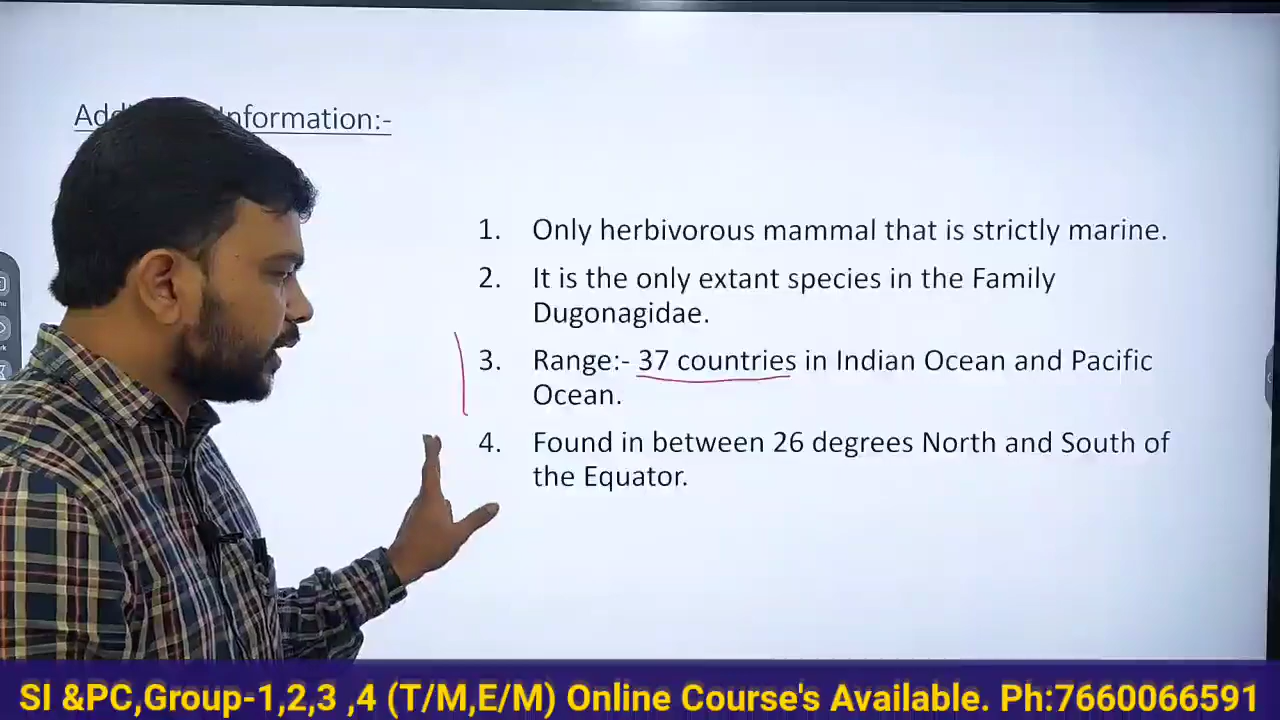 Information:-
1. Only herbivorous mammal that is strictly marine.
2. It is the only extant species in the Family
Dugonagidae.
3. Range:- 37 countries in Indian Ocean and Pacific
Ocean.
4. Found in between 26 degrees North and South of
the Equator.
SI &PC,Group-1,2,3 ,4 (T/M,E/M) Online Course's Available. Ph:7660066591